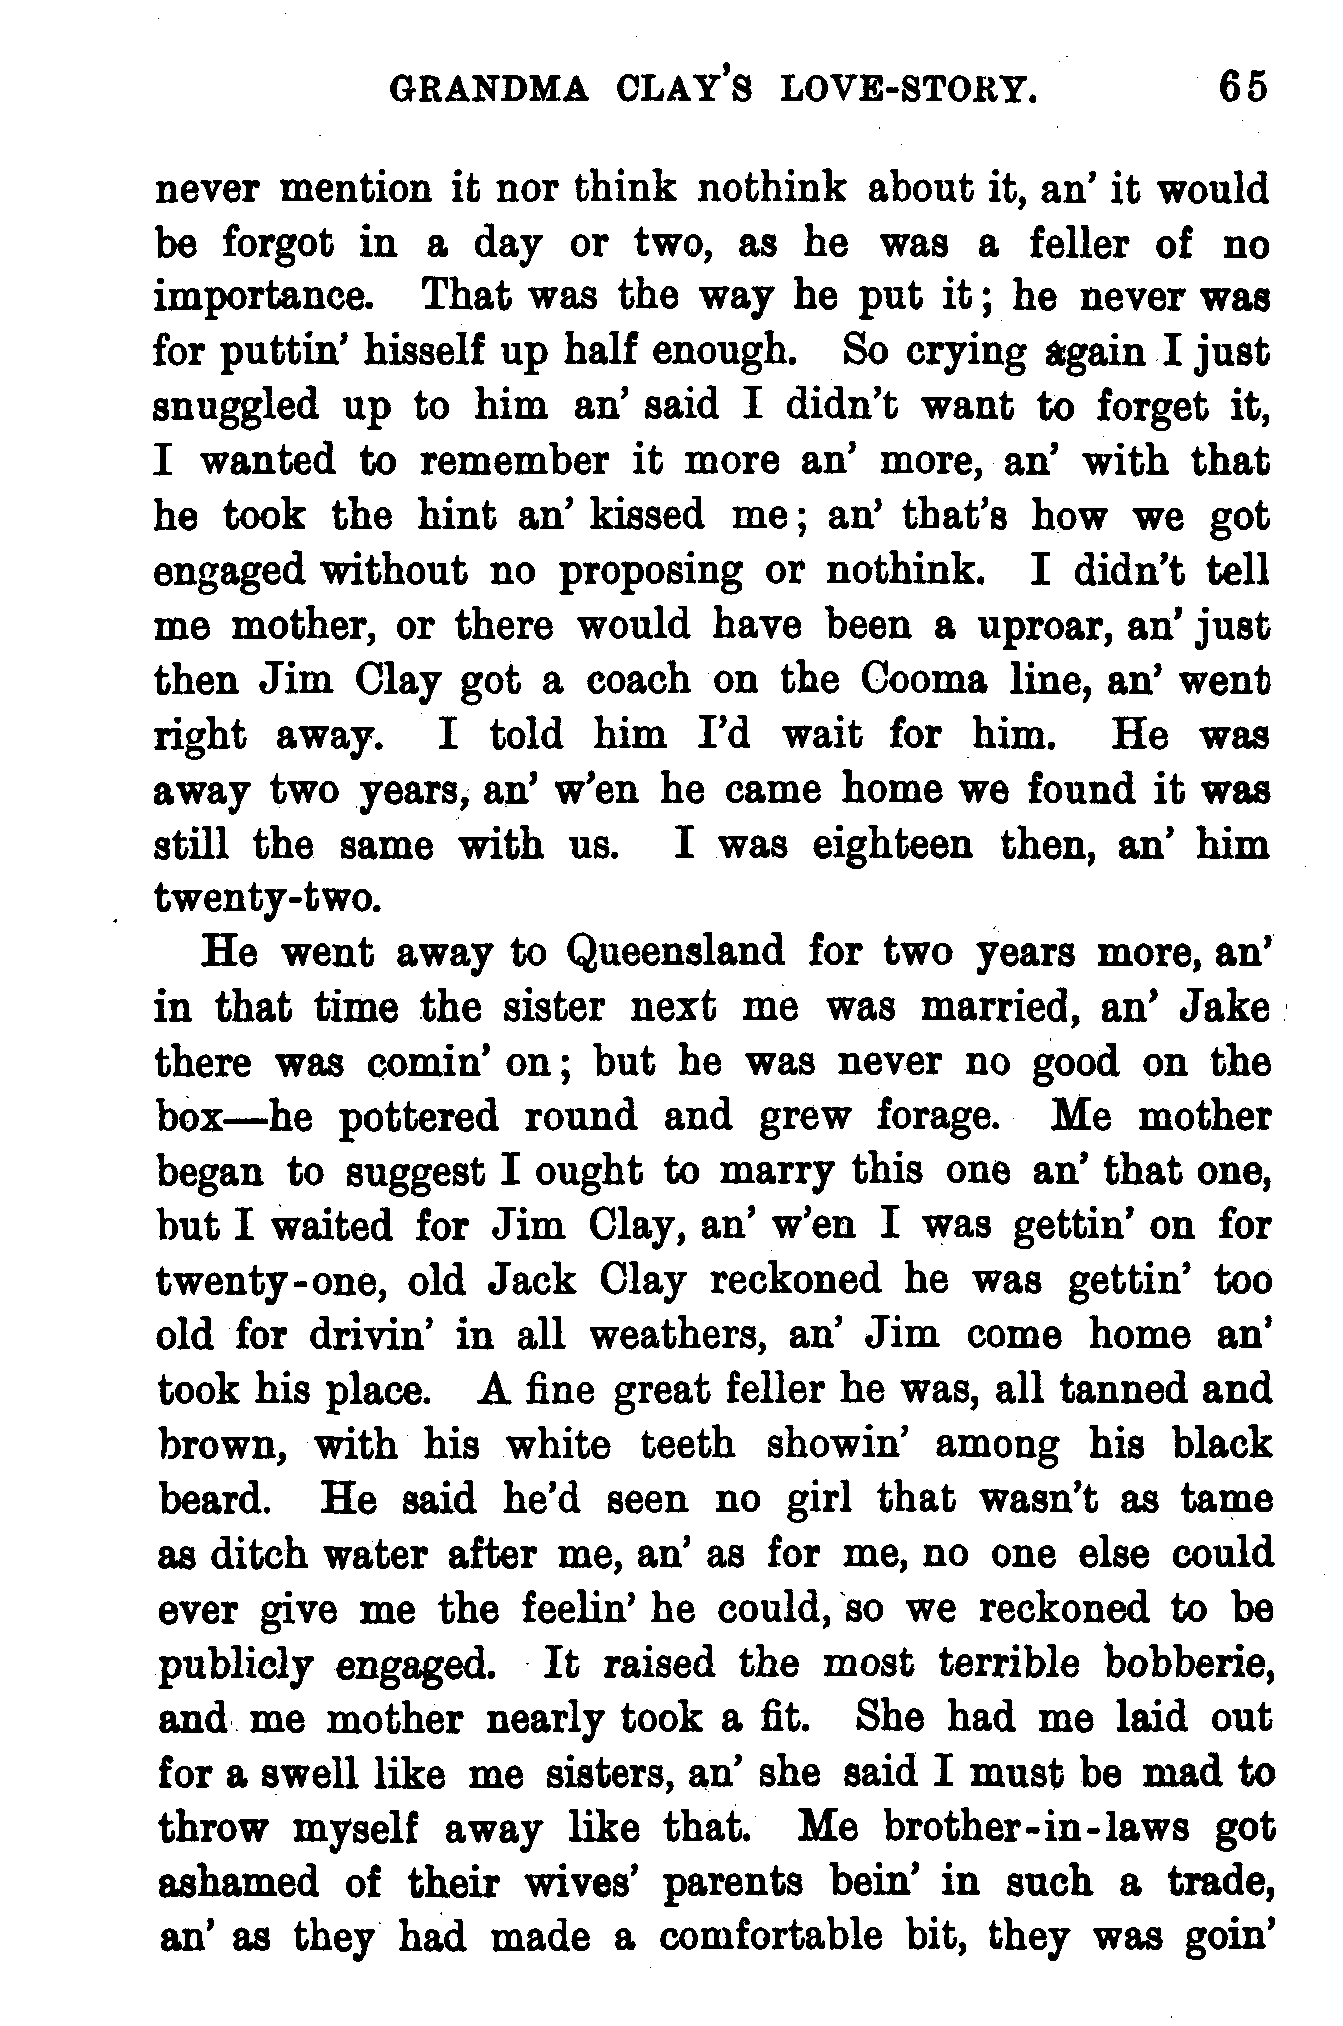 GRANDMA CLAY'S LOVE-STORY. 65
never mention it nor think nothink about it, an' it would
be forgot in a day or two, as he was a feller of no
importance. That was the way he put it; he never was
for puttin' hisself up half enough. So crying again I just
snuggled up to him an' said I didn't want to forget it,
I wanted to remember it more an' more, an' with that
he took the hint an' kissed me; an' that's how we got
engaged without no proposing or nothink. I didn't tell
me mother, or there would have been a uproar, an' just
then Jim Clay got a coach on the Cooma line, an' went
right away. I told him I'd wait for him. He was
away two years, an' w'en he came home we found it was
still the same with us. I was eighteen then, an' him
twenty-two.
He went away to Queensland for two years more, an'
in that time the sister next me was married, an' Jake
there was comin' on; but he was never no good on the
box—he pottered round and grew forage. Me mother
began to suggest I ought to marry this one an' that one,
but I waited for Jim Clay, an' w'en I was gettin' on for
twenty-one, old Jack Clay reckoned he was gettin' too
old for drivin' in all weathers, an' Jim come home an'
took his place. A fine great feller he was, all tanned and
brown, with his white teeth showin' among his black
beard. He said he'd seen no girl that wasn't as tame
as ditch water after me, an' as for me, no one else could
ever give me the feelin' he could, so we reckoned to be
publicly engaged. It raised the most terrible bobberie,
and me mother nearly took a fit. She had me laid out
for a swell like me sisters, an' she said I must be mad to
throw myself away like that. Me brother-in-laws got
ashamed of their wives' parents bein' in such a trade,
an' as they had made a comfortable bit, they was goin'